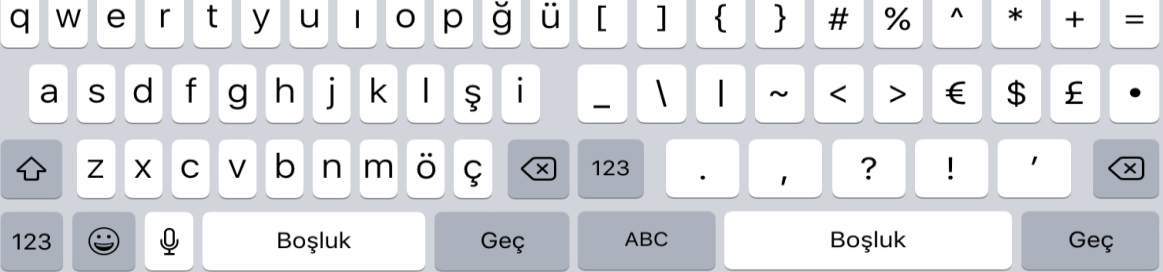 q w e r t y u ı o p ğ ü [ ] { } # % ^ * + =
a s d f g h j k l ş i _ \ | ~ < > € $ £ •
z x c v b n m ö ç 123 . , ? ! ’
123 Boşluk Geç ABC Boşluk Geç